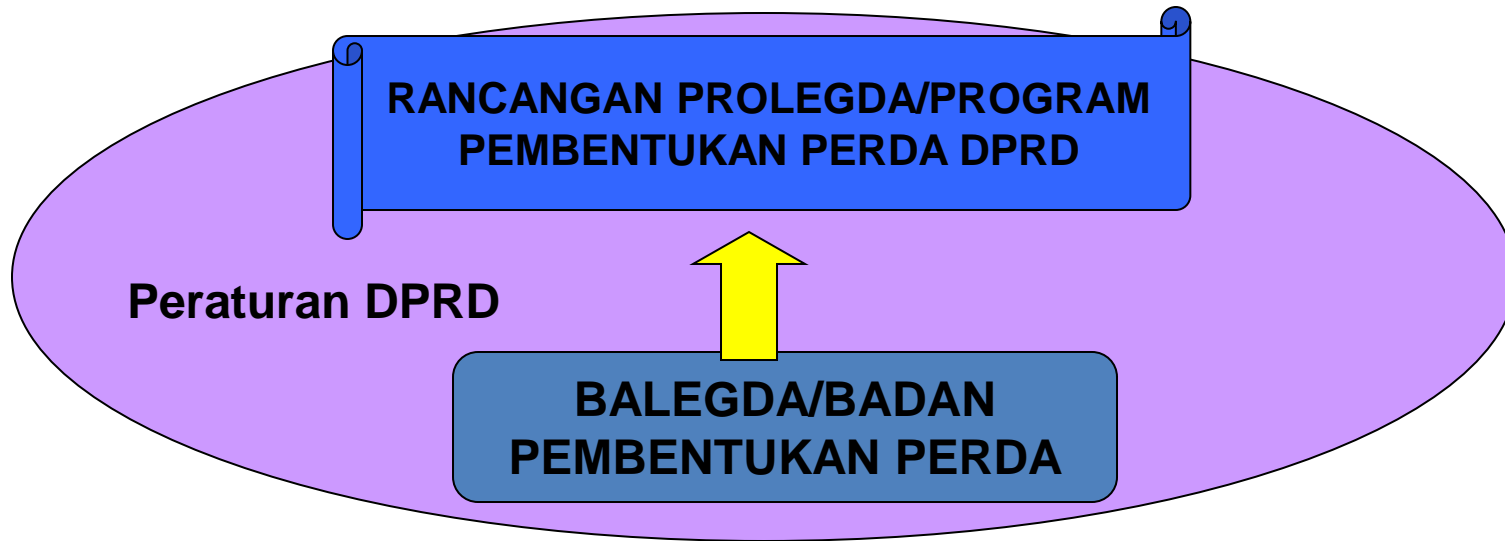 RANCANGAN PROLEGDA/PROGRAM
PEMBENTUKAN PERDA DPRD
Peraturan DPRD
BALEGDA/BADAN
PEMBENTUKAN PERDA